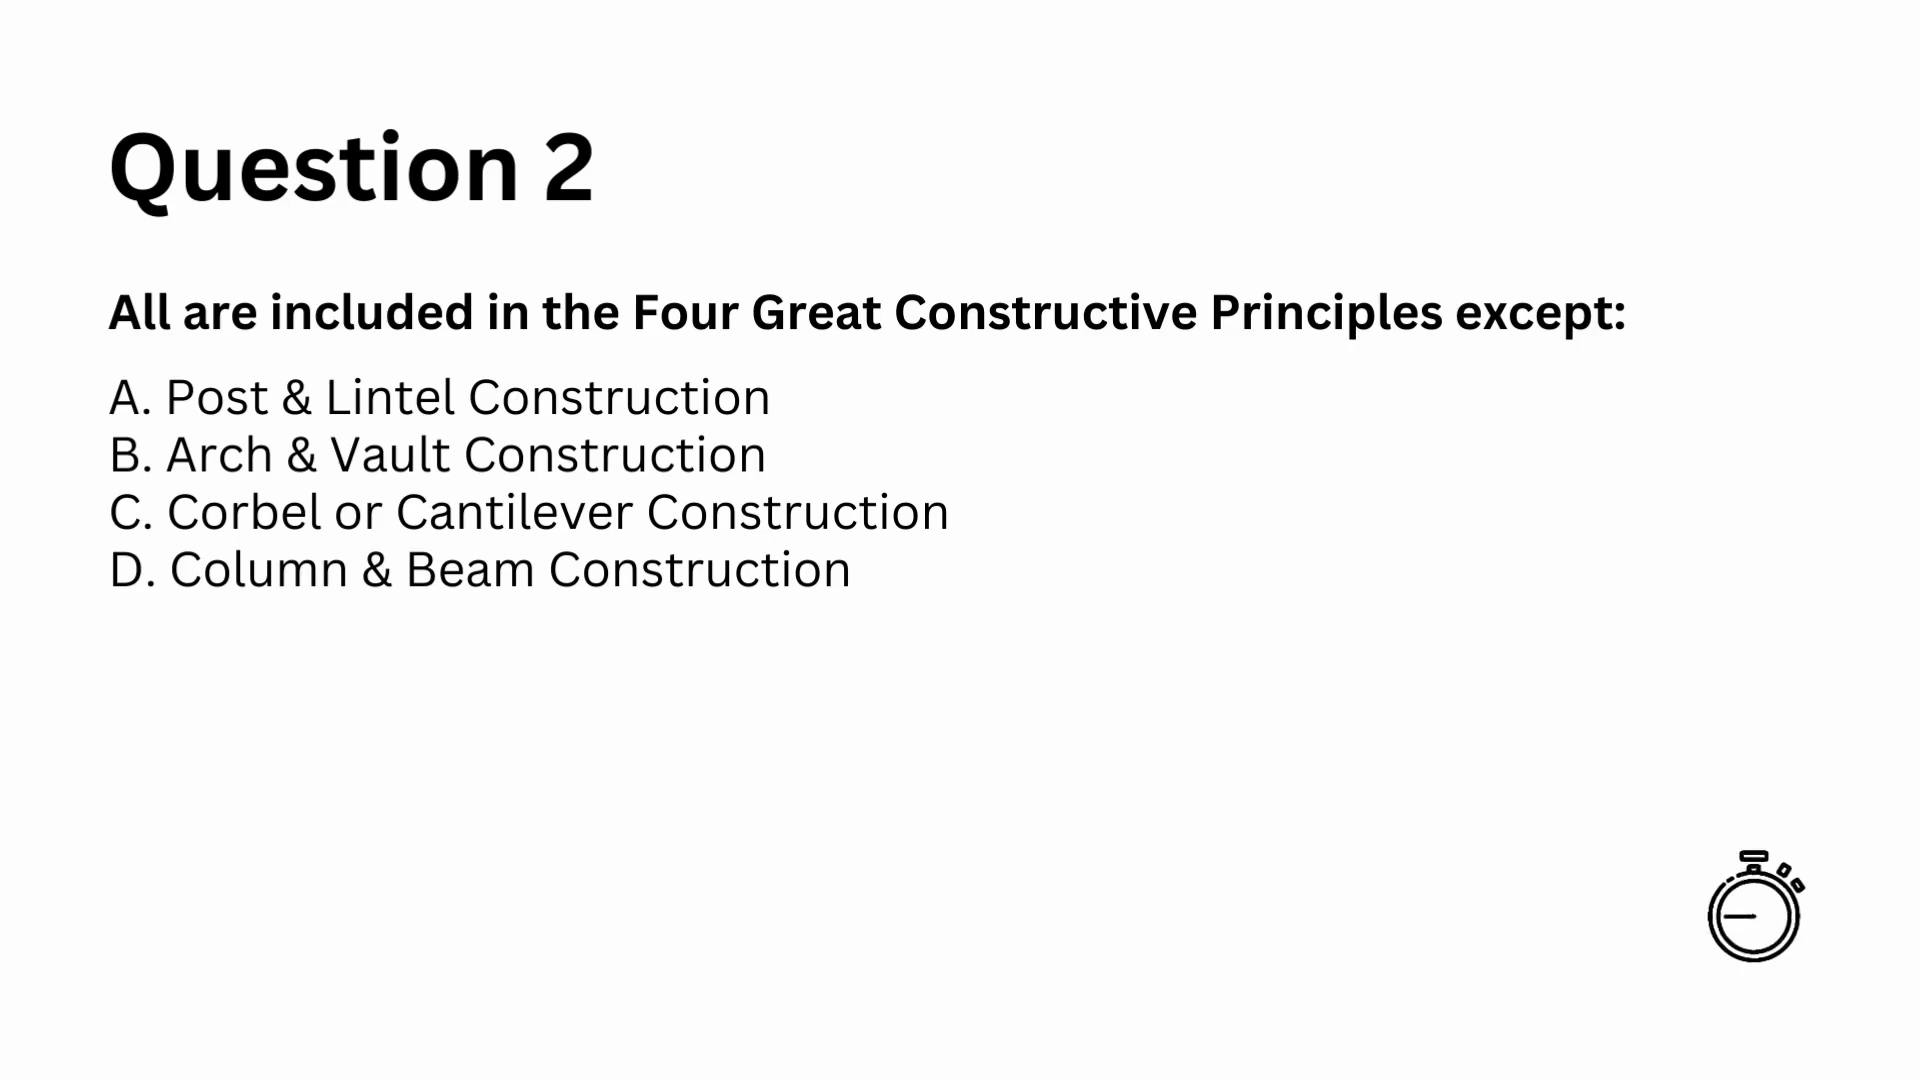 Question 2
All are included in the Four Great Constructive Principles except:
A. Post & Lintel Construction
B. Arch & Vault Construction
C. Corbel or Cantilever Construction
D. Column & Beam Construction